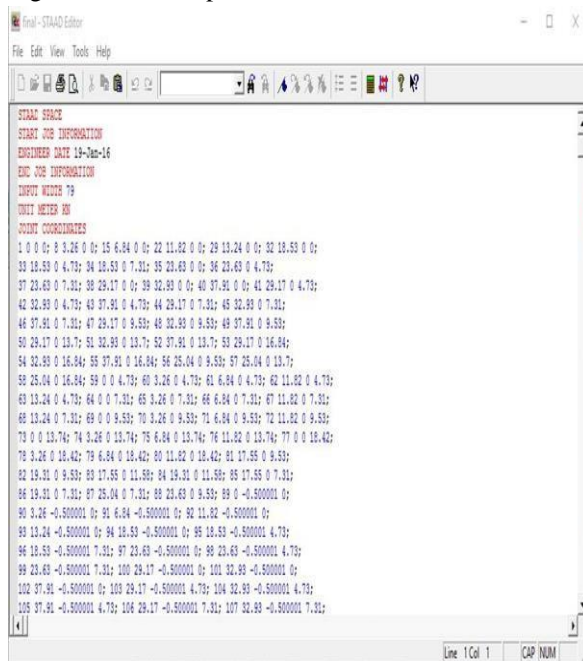 final - STAAD Editor
File Edit View Tools Help
STAAD SPACE
START JOB INFORMATION
ENGINEER DATE 19-Jan-16
END JOB INFORMATION
INPUT WIDTH 79
UNIT METER KN
JOINT COORDINATES
1 0 0 0; 8 3.26 0 0; 15 6.84 0 0; 22 11.82 0 0; 29 13.24 0 0; 32 18.53 0 0;
33 18.53 0 4.73; 34 18.53 0 7.31; 35 23.63 0 0; 36 23.63 0 4.73;
37 23.63 0 7.31; 38 29.17 0 0; 39 32.93 0 0; 40 37.91 0 0; 41 29.17 0 4.73;
42 32.93 0 4.73; 43 37.91 0 4.73; 44 29.17 0 7.31; 45 32.93 0 7.31;
46 37.91 0 7.31; 47 29.17 0 9.53; 48 32.93 0 9.53; 49 37.91 0 9.53;
50 29.17 0 13.7; 51 32.93 0 13.7; 52 37.91 0 13.7; 53 29.17 0 16.84;
54 32.93 0 16.84; 55 37.91 0 16.84; 56 25.04 0 9.53; 57 25.04 0 13.7;
58 25.04 0 16.84; 59 0 0 4.73; 60 3.26 0 4.73; 61 6.84 0 4.73; 62 11.82 0 4.73;
63 13.24 0 4.73; 64 0 0 7.31; 65 3.26 0 7.31; 66 6.84 0 7.31; 67 11.82 0 7.31;
68 13.24 0 7.31; 69 0 0 9.53; 70 3.26 0 9.53; 71 6.84 0 9.53; 72 11.82 0 9.53;
73 0 0 13.74; 74 3.26 0 13.74; 75 6.84 0 13.74; 76 11.82 0 13.74; 77 0 0 18.42;
78 3.26 0 18.42; 79 6.84 0 18.42; 80 11.82 0 18.42; 81 17.55 0 9.53;
82 19.31 0 9.53; 83 17.55 0 11.58; 84 19.31 0 11.58; 85 17.55 0 7.31;
86 19.31 0 7.31; 87 25.04 0 7.31; 88 23.63 0 9.53; 89 0 -0.500001 0;
90 3.26 -0.500001 0; 91 6.84 -0.500001 0; 92 11.82 -0.500001 0;
93 13.24 -0.500001 0; 94 18.53 -0.500001 0; 95 18.53 -0.500001 4.73;
96 18.53 -0.500001 7.31; 97 23.63 -0.500001 0; 98 23.63 -0.500001 4.73;
99 23.63 -0.500001 7.31; 100 29.17 -0.500001 0; 101 32.93 -0.500001 0;
102 37.91 -0.500001 0; 103 29.17 -0.500001 4.73; 104 32.93 -0.500001 4.73;
105 37.91 -0.500001 4.73; 106 29.17 -0.500001 7.31; 107 32.93 -0.500001 7.31;
Line 1 Col 1 CAP NUM